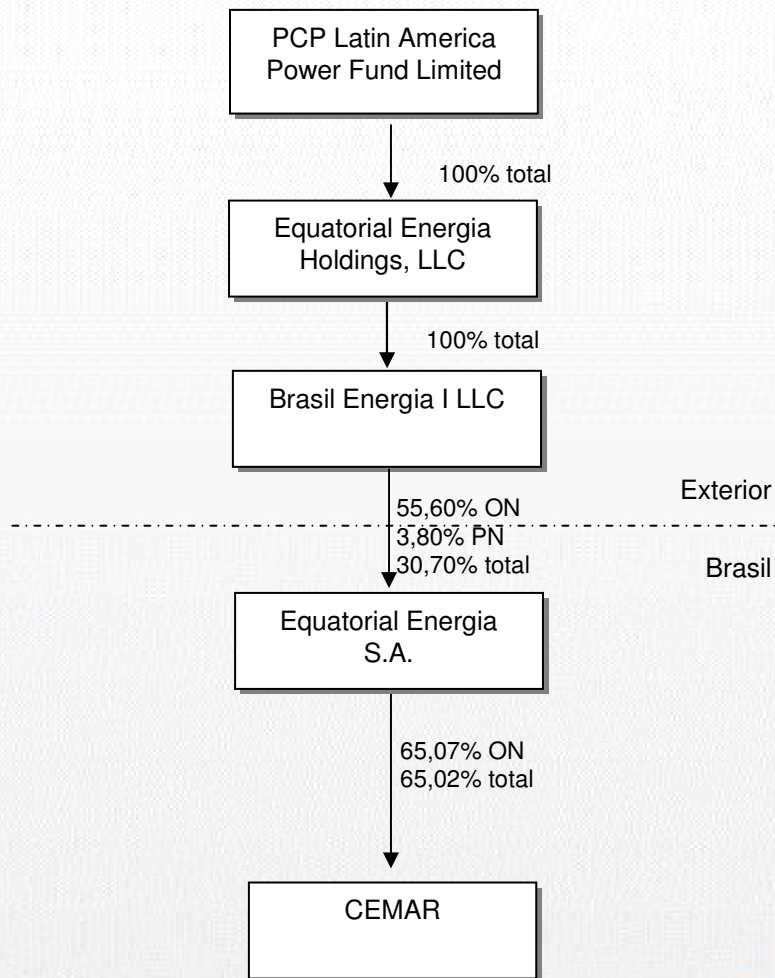 PCP Latin America
Power Fund Limited
100% total
Equatorial Energia
Holdings, LLC
100% total
Brasil Energia I LLC
Exterior
55,60% ON
3,80% PN
30,70% total
Brasil
Equatorial Energia
S.A.
65,07% ON
65,02% total
CEMAR